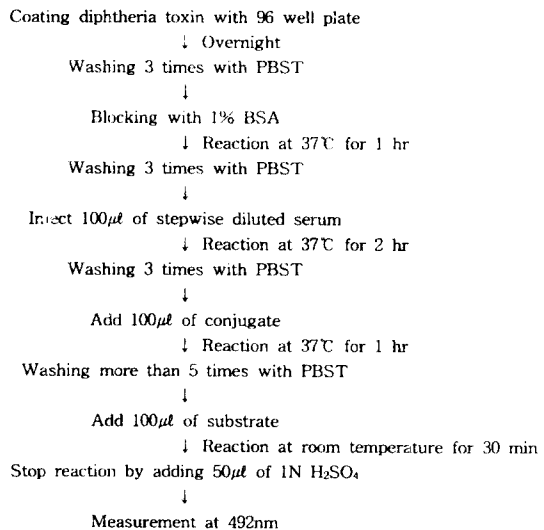 Coating diphtheria toxin with 96 well plate
↓ Overnight
Washing 3 times with PBST
↓
Blocking with 1% BSA
↓ Reaction at 37℃ for 1 hr
Washing 3 times with PBST
↓
Inject 100μℓ of stepwise diluted serum
↓ Reaction at 37℃ for 2 hr
Washing 3 times with PBST
↓
Add 100μℓ of conjugate
↓ Reaction at 37℃ for 1 hr
Washing more than 5 times with PBST
↓
Add 100μℓ of substrate
↓ Reaction at room temperature for 30 min
Stop reaction by adding 50μℓ of 1N H₂SO₄
↓
Measurement at 492nm